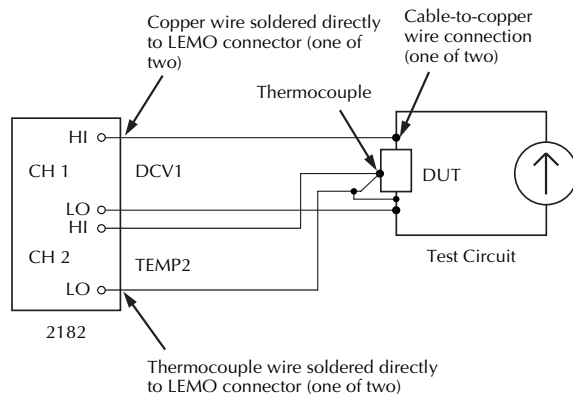 Copper wire soldered directly
to LEMO connector (one of
two)
Cable-to-copper
wire connection
(one of two)
Thermocouple
HI
CH 1
DCV1
DUT
LO
HI
CH 2
TEMP2
Test Circuit
LO
2182
Thermocouple wire soldered directly
to LEMO connector (one of two)